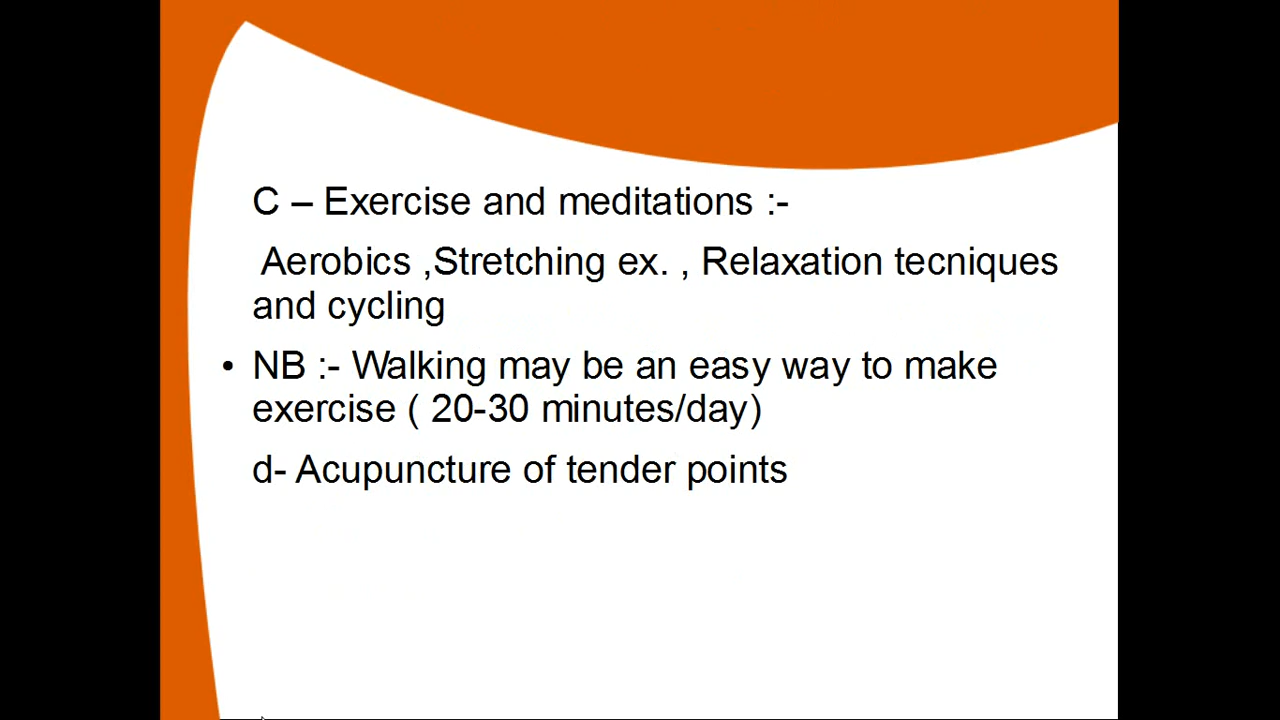 C – Exercise and meditations :-
Aerobics ,Stretching ex. , Relaxation tecniques
and cycling
• NB :- Walking may be an easy way to make
exercise ( 20-30 minutes/day)
d- Acupuncture of tender points